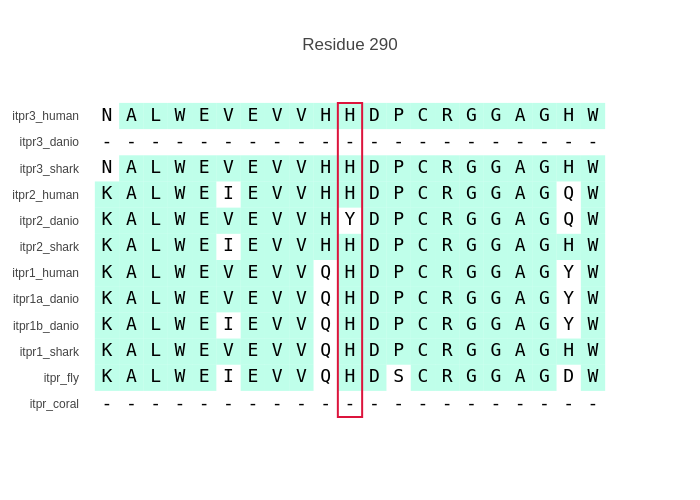 Residue 290
itpr3_human N A L W E V E V V H H D P C R G G A G H W
itpr3_danio - - - - - - - - - - - - - - - - - - - - -
itpr3_shark N A L W E V E V V H H D P C R G G A G H W
itpr2_human K A L W E I E V V H H D P C R G G A G Q W
itpr2_danio K A L W E V E V V H Y D P C R G G A G Q W
itpr2_shark K A L W E I E V V H H D P C R G G A G H W
itpr1_human K A L W E V E V V Q H D P C R G G A G Y W
itpr1a_danio K A L W E V E V V Q H D P C R G G A G Y W
itpr1b_danio K A L W E I E V V Q H D P C R G G A G Y W
itpr1_shark K A L W E V E V V Q H D P C R G G A G H W
itpr_fly K A L W E I E V V Q H D S C R G G A G D W
itpr_coral - - - - - - - - - - - - - - - - - - - - -